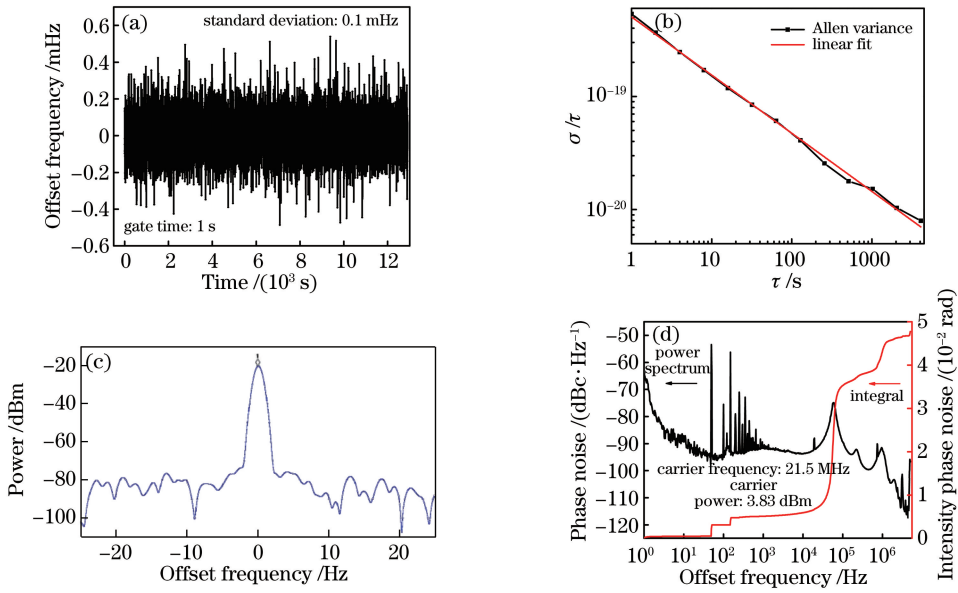 (a)
standard deviation: 0.1 mHz
0.6
0.4
0.2
0
−0.2
−0.4
−0.6
gate time: 1 s
Offset frequency /mHz
0 2 4 6 8 10 12
Time /(10³ s)
(b)
Allen variance
linear fit
10⁻¹⁹
10⁻²⁰
σ/τ
1 10 100 1000
τ /s
(c)
−20
−40
−60
−80
−100
Power /dBm
−20 −10 0 10 20
Offset frequency /Hz
(d)
power
spectrum
integral
carrier frequency: 21.5 MHz
carrier
power: 3.83 dBm
−50
−60
−70
−80
−90
−100
−110
−120
Phase noise /(dBc·Hz⁻¹)
5
4
3
2
1
0
Intensity phase noise /(10⁻² rad)
10⁰ 10² 10³ 10⁴ 10⁵ 10⁶
Offset frequency /Hz